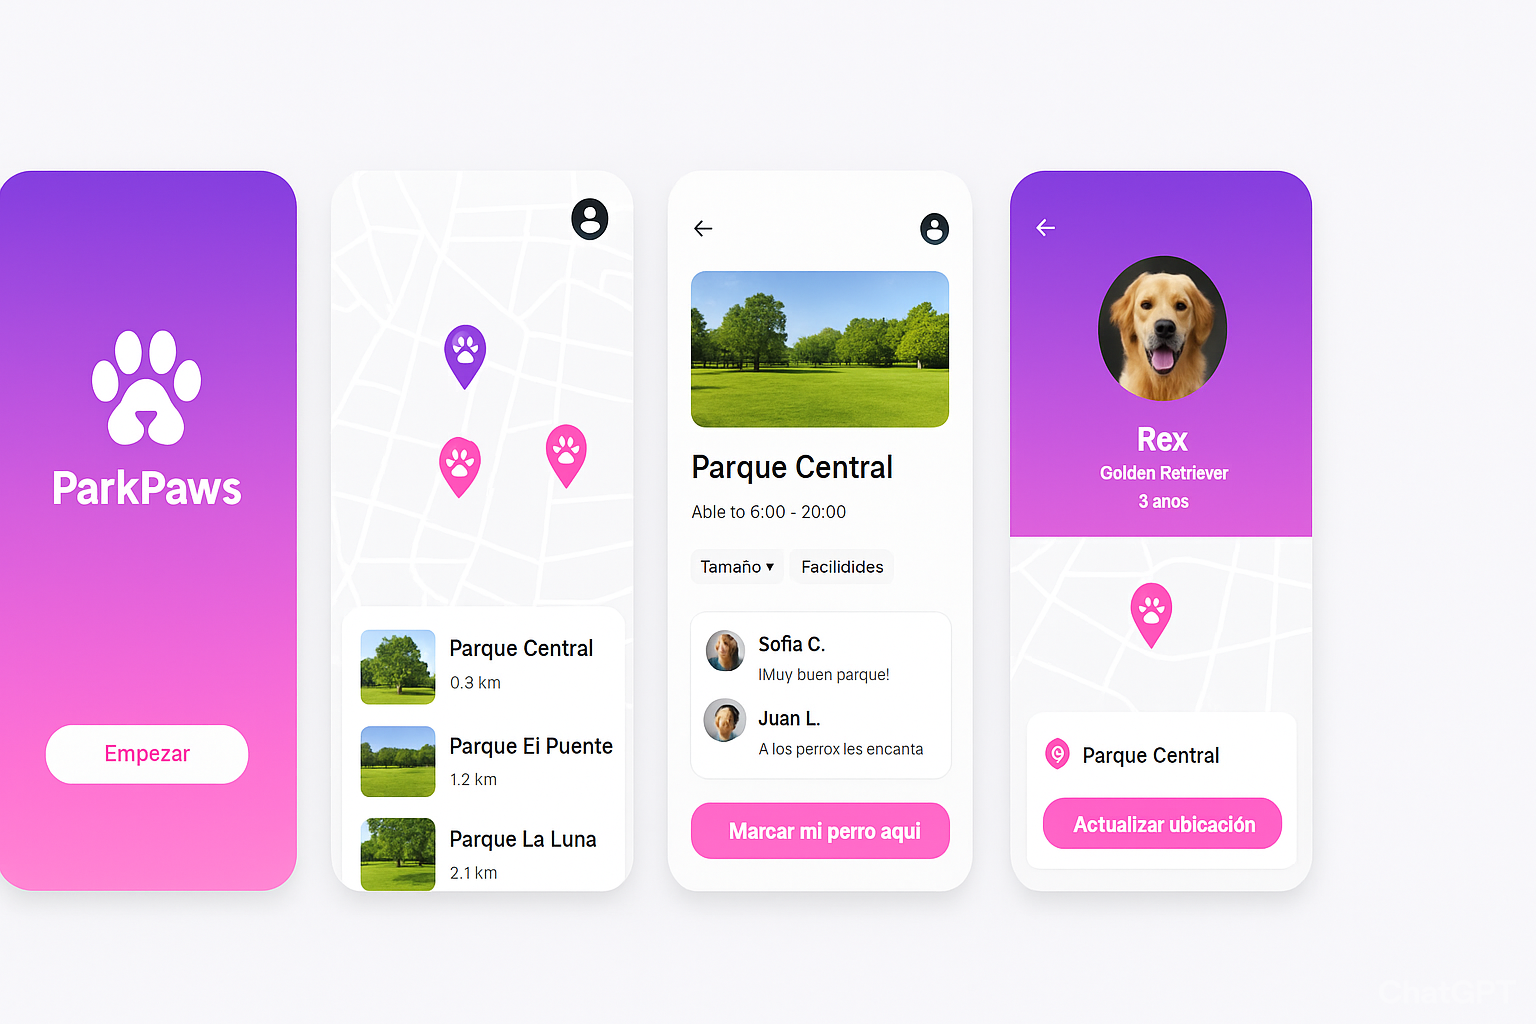 ParkPaws
Empezar
Parque Central
0.3 km
Parque Ei Puente
1.2 km
Parque La Luna
2.1 km
Parque Central
Able to 6:00 - 20:00
Tamaño ▾
Facilidides
Sofia C.
IMuy buen parque!
Juan L.
A los perrox les encanta
Marcar mi perro aqui
Rex
Golden Retriever
3 anos
Parque Central
Actualizar ubicación
ChatGPT